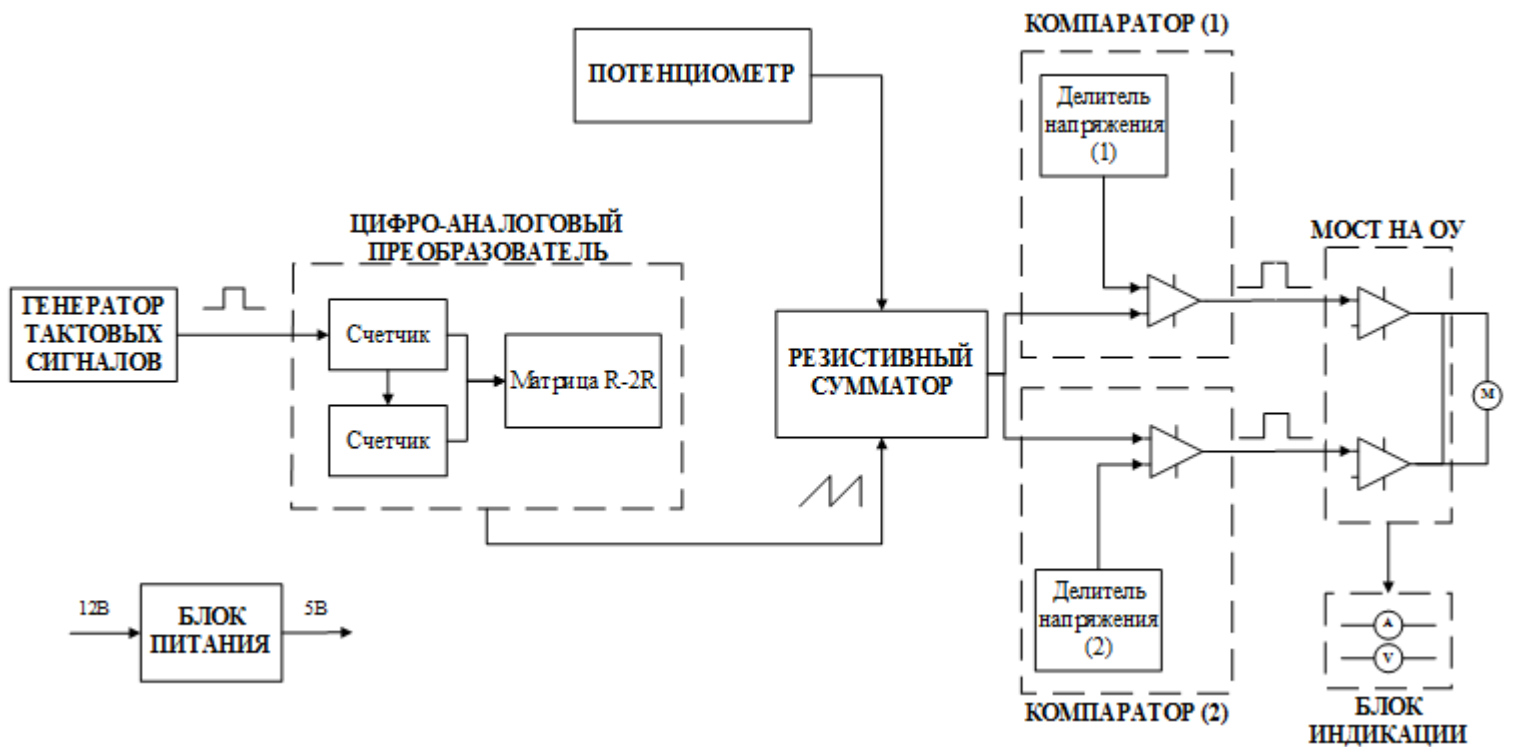 КОМПАРАТОР (1)
ПОТЕНЦИОМЕТР
Делитель
напряжения
(1)
ЦИФРО-АНАЛОГОВЫЙ
ПРЕОБРАЗОВАТЕЛЬ
МОСТ НА ОУ
ГЕНЕРАТОР
ТАКТОВЫХ
СИГНАЛОВ
Счетчик
Матрица R-2R
Счетчик
РЕЗИСТИВНЫЙ
СУММАТОР
М
12В
БЛОК
ПИТАНИЯ
5В
Делитель
напряжения
(2)
А
V
КОМПАРАТОР (2)
БЛОК
ИНДИКАЦИИ